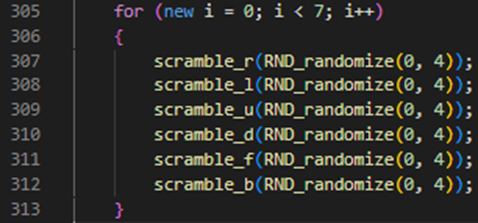 305 for (new i = 0; i < 7; i++)
306 {
307 scramble_r(RND_randomize(0, 4));
308 scramble_l(RND_randomize(0, 4));
309 scramble_u(RND_randomize(0, 4));
310 scramble_d(RND_randomize(0, 4));
311 scramble_f(RND_randomize(0, 4));
312 scramble_b(RND_randomize(0, 4));
313 }